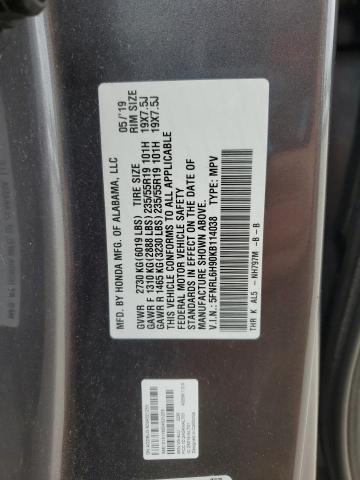 MFD. BY HONDA MFG. OF ALABAMA, LLC 05/'19
GVWR 2730 KG(6019 LBS) TIRE SIZE RIM SIZE
GAWR F 1310 KG(2888 LBS) 235/55R19 101H 19X7.5J
GAWR R 1465 KG(3230 LBS) 235/55R19 101H 19X7.5J
THIS VEHICLE CONFORMS TO ALL APPLICABLE
FEDERAL MOTOR VEHICLE SAFETY
STANDARDS IN EFFECT ON THE DATE OF
MANUFACTURE SHOWN ABOVE.
V.I.N.: 5FNRL6H90KB114038 TYPE: MPV
THR K AL5 - NH797M -B -B